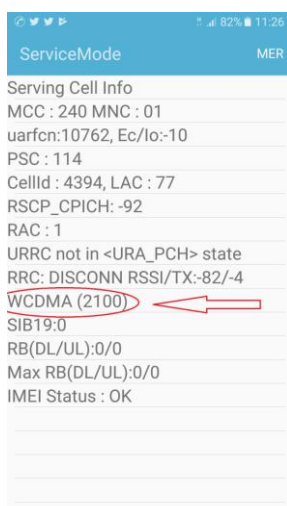 82% 11:26
ServiceMode MER
Serving Cell Info
MCC : 240 MNC : 01
uarfcn:10762, Ec/Io:-10
PSC : 114
CellId : 4394, LAC : 77
RSCP_CPICH: -92
RAC : 1
URRC not in <URA_PCH> state
RRC: DISCONN RSSI/TX:-82/-4
WCDMA (2100)
SIB19:0
RB(DL/UL):0/0
Max RB(DL/UL):0/0
IMEI Status : OK